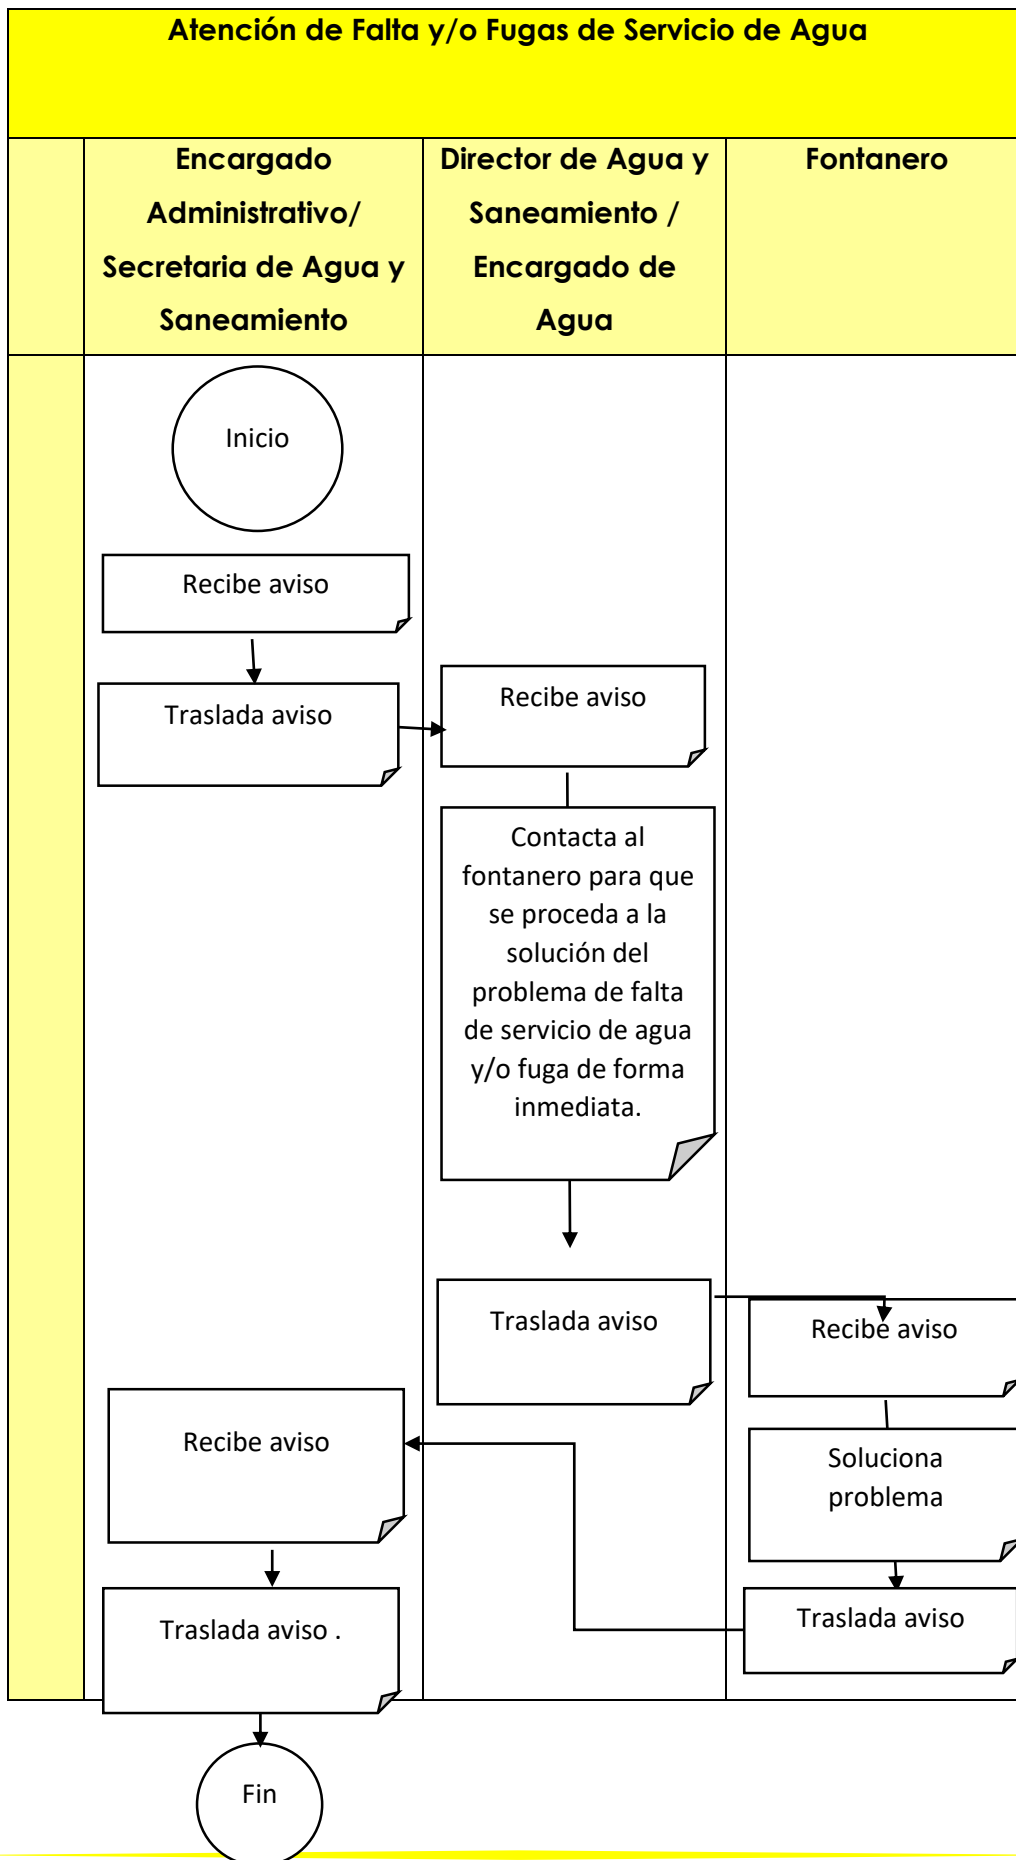 Atención de Falta y/o Fugas de Servicio de Agua
Encargado
Administrativo/
Secretaria de Agua y
Saneamiento
Director de Agua y
Saneamiento /
Encargado de
Agua
Fontanero
Inicio
Recibe aviso
Traslada aviso
Recibe aviso
Contacta al
fontanero para que
se proceda a la
solución del
problema de falta
de servicio de agua
y/o fuga de forma
inmediata.
Traslada aviso
Recibe aviso
Soluciona
problema
Traslada aviso
Recibe aviso
Traslada aviso .
Fin